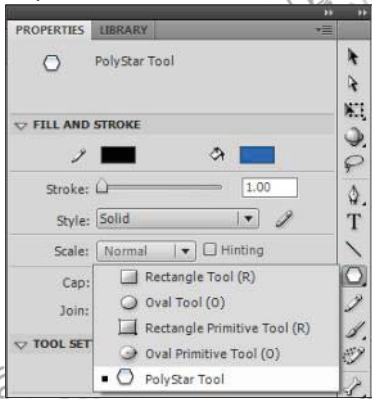 PROPERTIES LIBRARY
PolyStar Tool
FILL AND STROKE
Stroke: 1.00
Style: Solid
Scale: Normal Hinting
Cap:
Join:
Rectangle Tool (R)
Oval Tool (O)
Rectangle Primitive Tool (R)
Oval Primitive Tool (O)
PolyStar Tool
TOOL SET
T